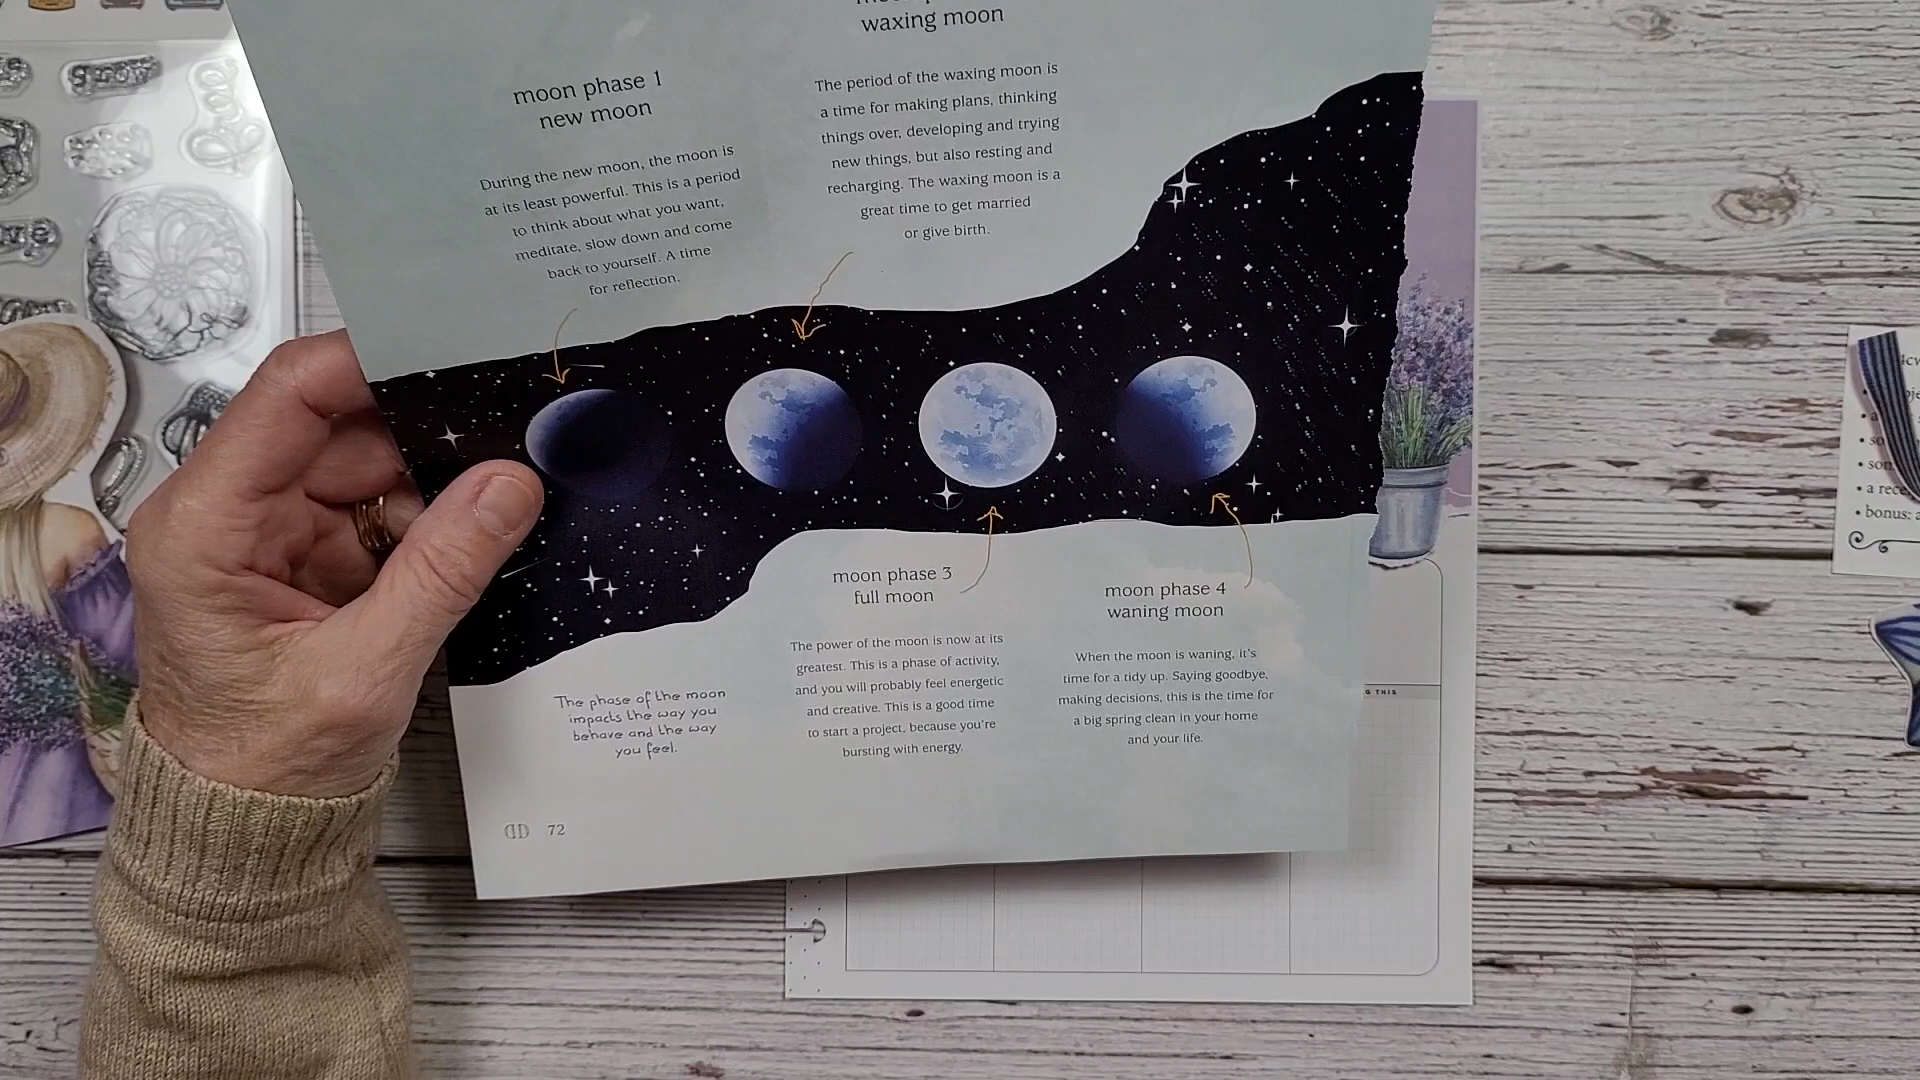 moon phase 1
new moon
During the new moon, the moon is
at its least powerful. This is a period
to think about what you want,
meditate, slow down and come
back to yourself. A time
for reflection.
waxing moon
The period of the waxing moon is
a time for making plans, thinking
things over, developing and trying
new things, but also resting and
recharging. The waxing moon is a
great time to get married
or give birth.
The phase of the moon
impacts the way you
behave and the way
you feel.
moon phase 3
full moon
The power of the moon is now at its
greatest. This is a phase of activity,
and you will probably feel energetic
and creative. This is a good time
to start a project, because you're
bursting with energy.
moon phase 4
waning moon
When the moon is waning, it's
time for a tidy up. Saying goodbye,
making decisions, this is the time for
a big spring clean in your home
and your life.
72
THIS
• a
• bonus: